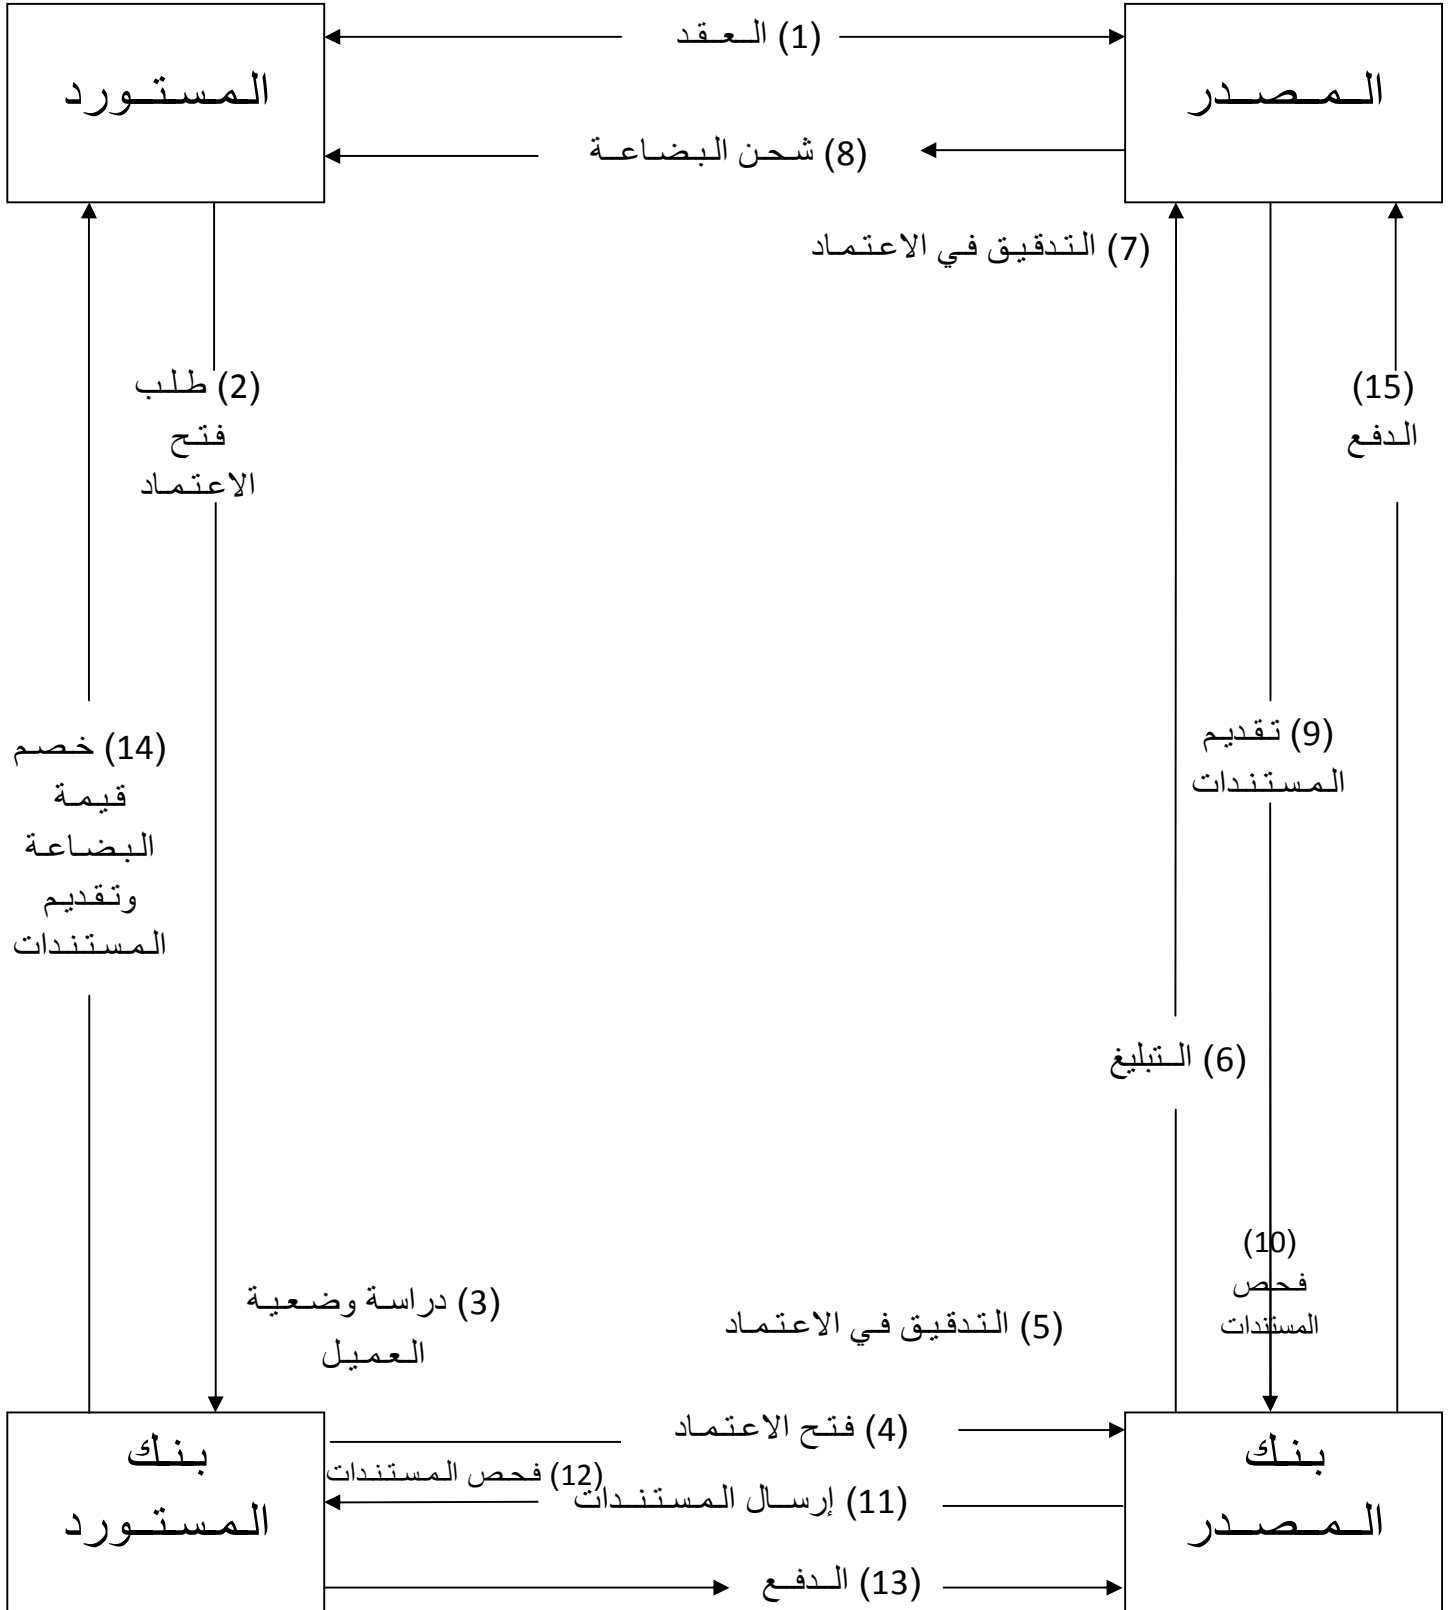 (1) العقد
المصدر
المستورد
(8) شحن البضاعة
(7) التدقيق في الاعتماد
(15)
الدفع
(2) طلب
فتح
الاعتماد
(9) تقديم
المستندات
(14) خصم
قيمة
البضاعة
وتقديم
المستندات
(6) التبليغ
(10)
فحص
المستندات
(5) التدقيق في الاعتماد
(3) دراسة وضعية
العميل
بنك
المصدر
(4) فتح الاعتماد
(12) فحص المستندات
(11) إرسال المستندات
(13) الدفع
بنك
المستورد